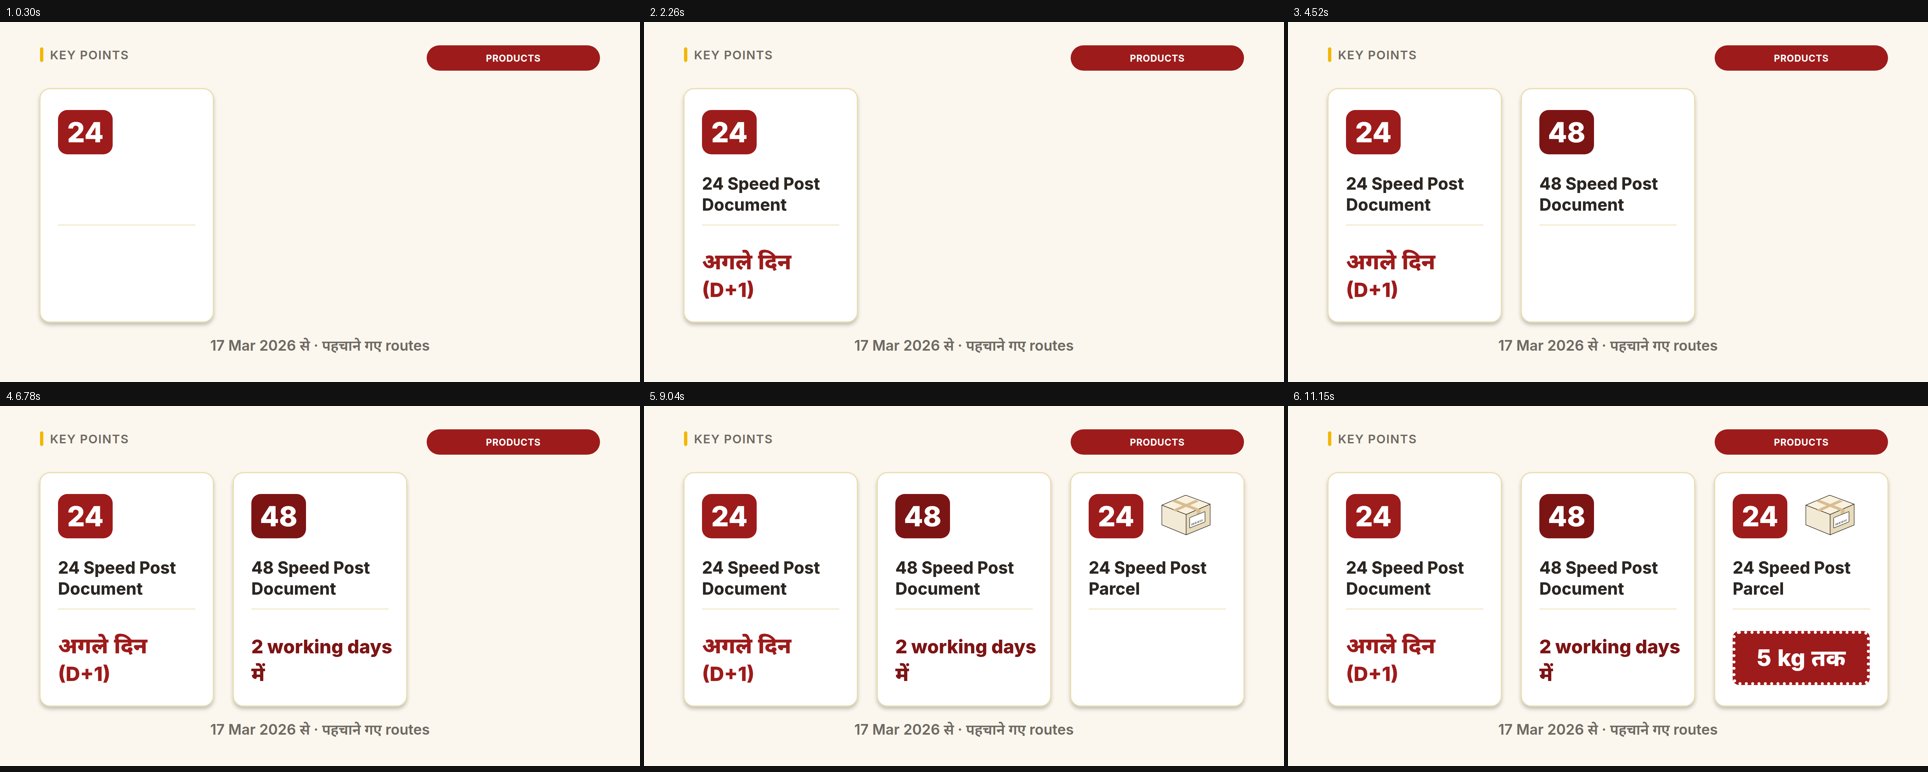 1. 0.30s
KEY POINTS
PRODUCTS
24
17 Mar 2026 से · पहचाने गए routes
2. 2.26s
KEY POINTS
PRODUCTS
24
24 Speed Post
Document
अगले दिन
(D+1)
17 Mar 2026 से · पहचाने गए routes
3. 4.52s
KEY POINTS
PRODUCTS
24
24 Speed Post
Document
अगले दिन
(D+1)
48
48 Speed Post
Document
17 Mar 2026 से · पहचाने गए routes
4. 6.78s
KEY POINTS
PRODUCTS
24
24 Speed Post
Document
अगले दिन
(D+1)
48
48 Speed Post
Document
2 working days
में
17 Mar 2026 से · पहचाने गए routes
5. 9.04s
KEY POINTS
PRODUCTS
24
24 Speed Post
Document
अगले दिन
(D+1)
48
48 Speed Post
Document
2 working days
में
24
24 Speed Post
Parcel
17 Mar 2026 से · पहचाने गए routes
6. 11.15s
KEY POINTS
PRODUCTS
24
24 Speed Post
Document
अगले दिन
(D+1)
48
48 Speed Post
Document
2 working days
में
24
24 Speed Post
Parcel
5 kg तक
17 Mar 2026 से · पहचाने गए routes